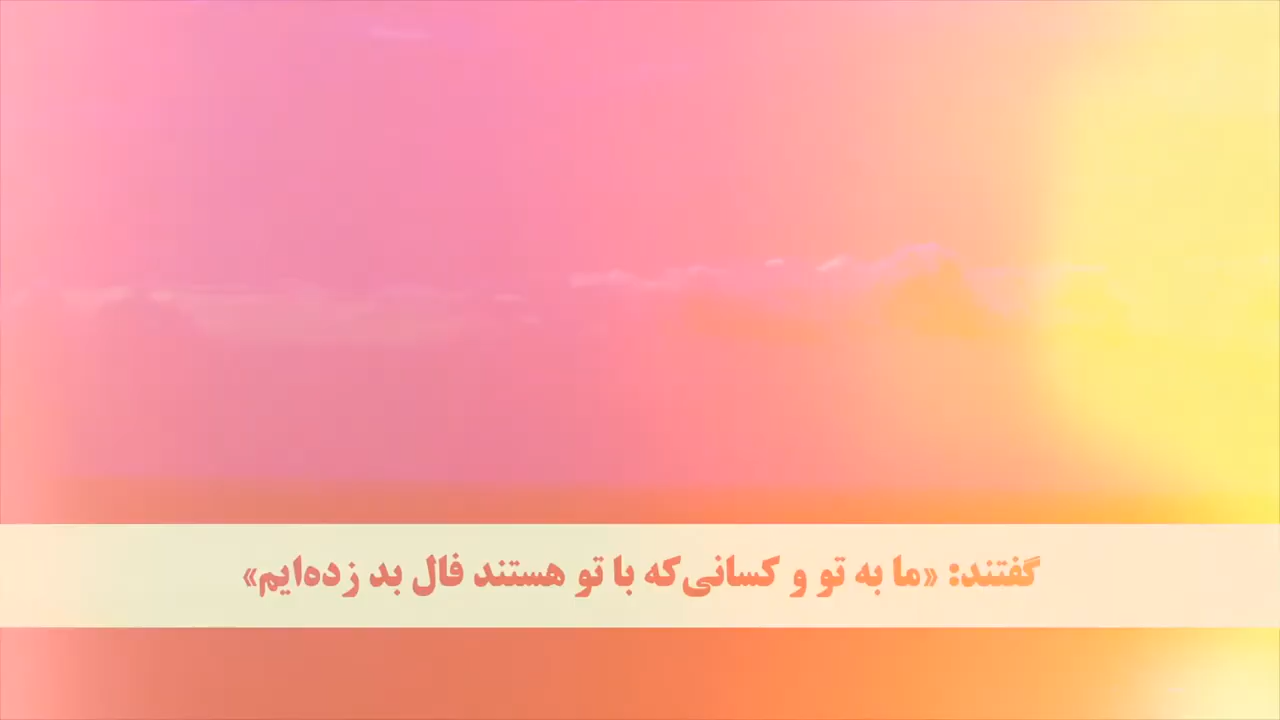 گفتند: «ما به تو و کسانی‌که با تو هستند فال بد زده‌ایم»